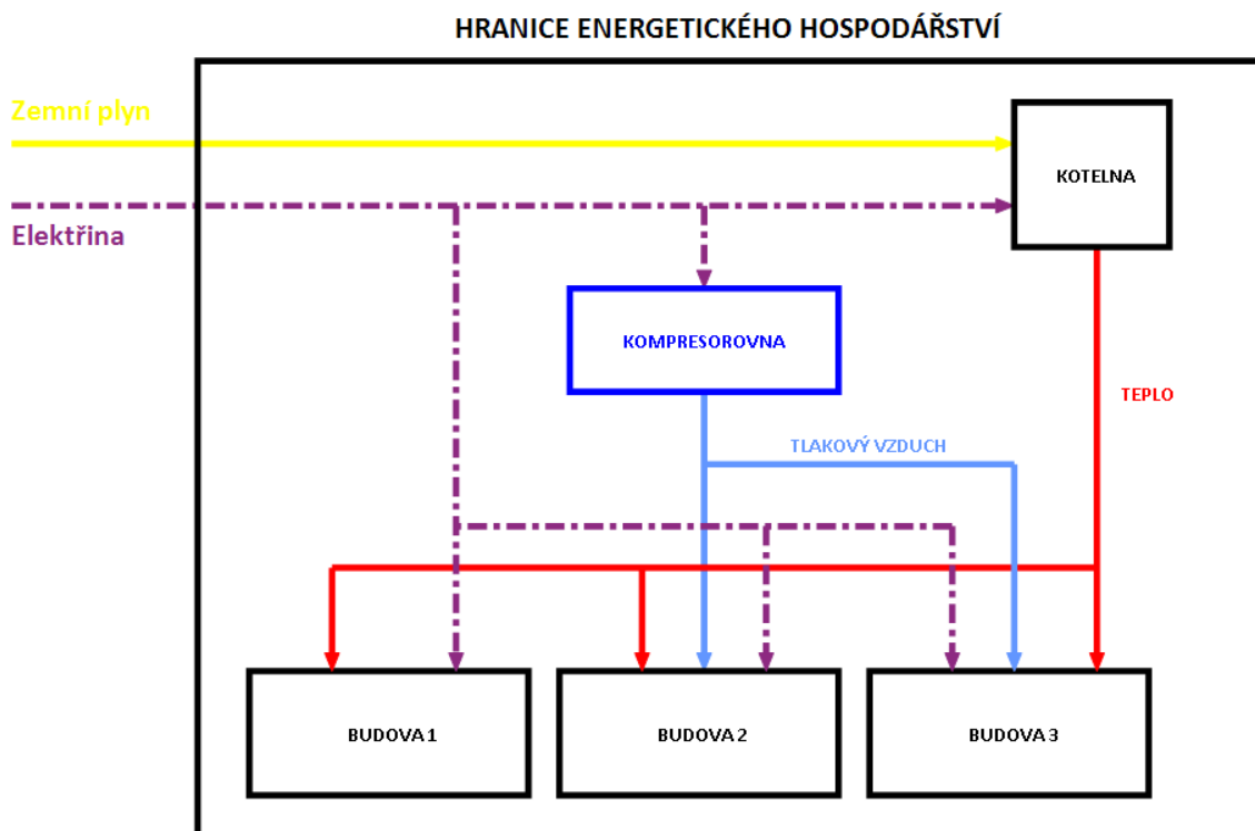 HRANICE ENERGETICKÉHO HOSPODÁŘSTVÍ
Zemní plyn
KOTELNA
Elektřina
KOMPRESOROVNA
TEPLO
TLAKOVÝ VZDUCH
BUDOVA 1
BUDOVA 2
BUDOVA 3